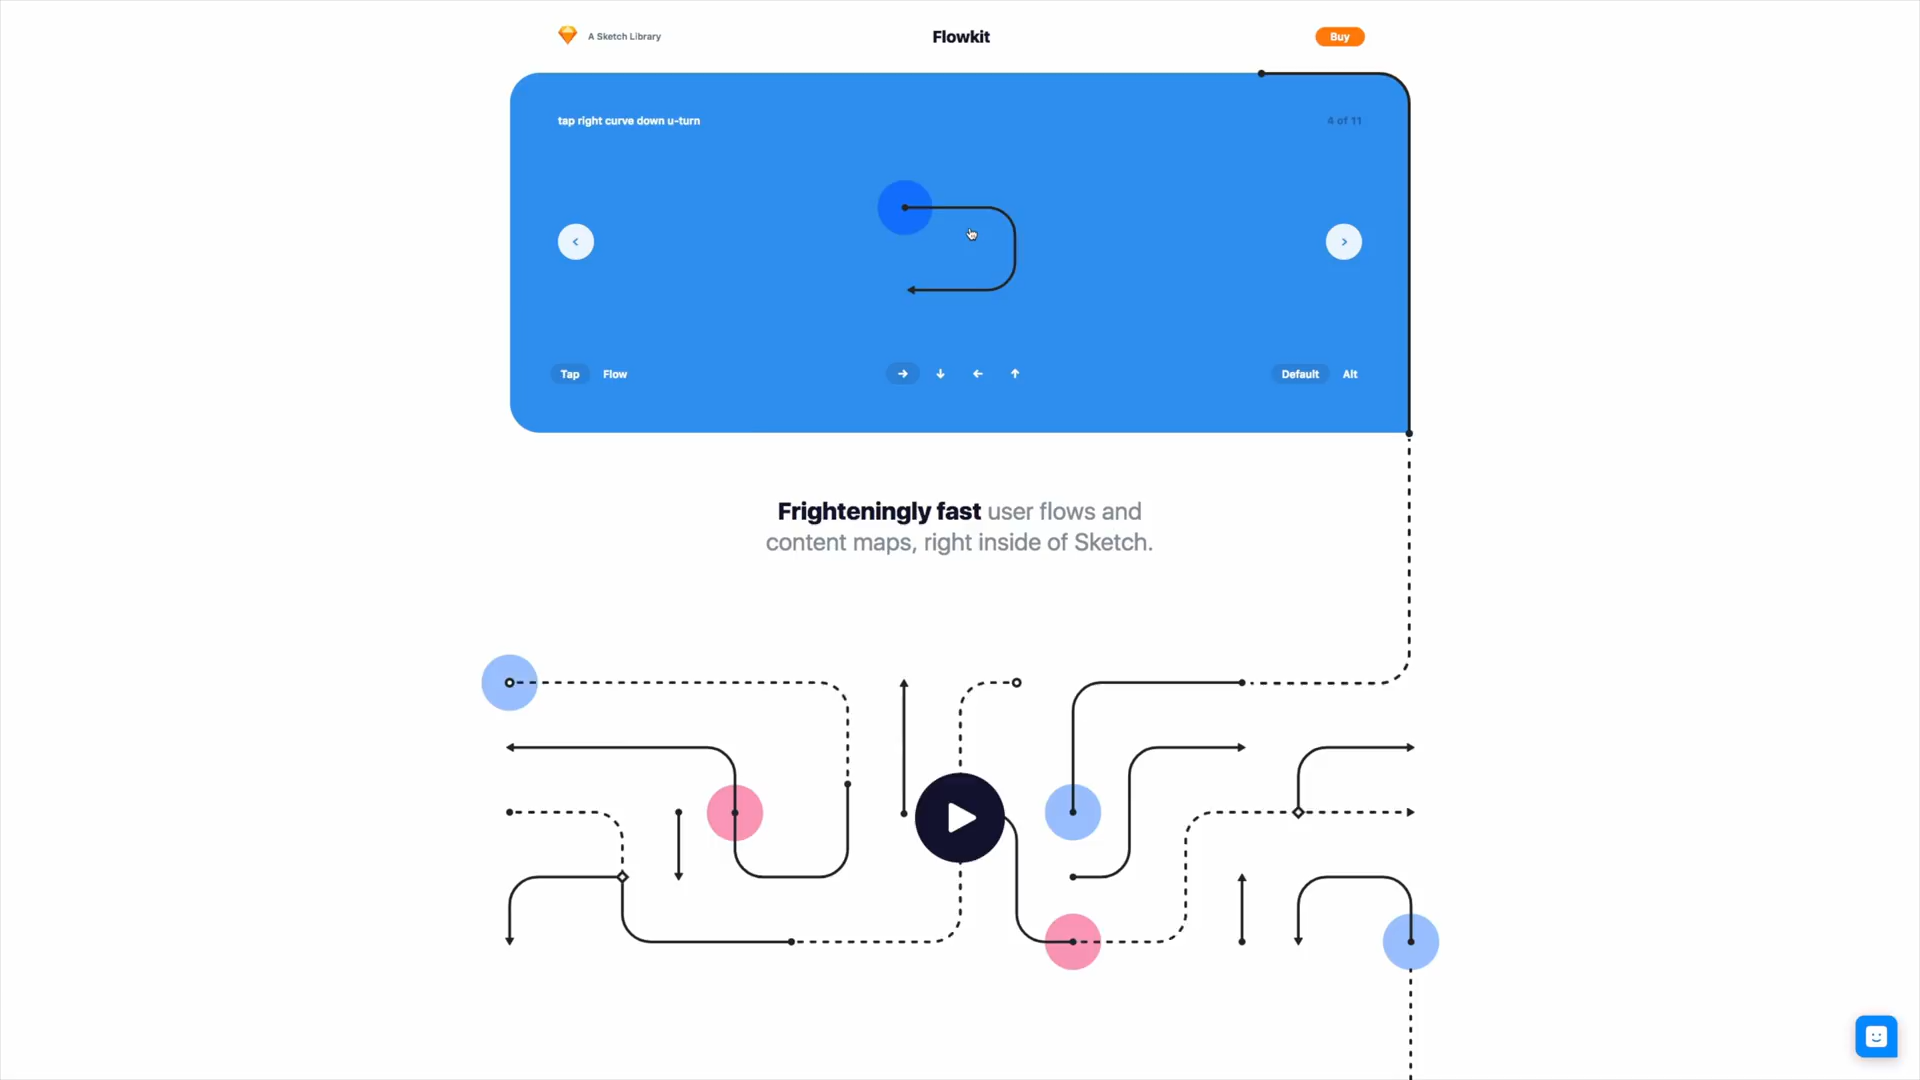 A Sketch Library
Flowkit
Buy
tap right curve down u-turn
4 of 11
Tap
Flow
Default
Alt
Frighteningly fast user flows and
content maps, right inside of Sketch.